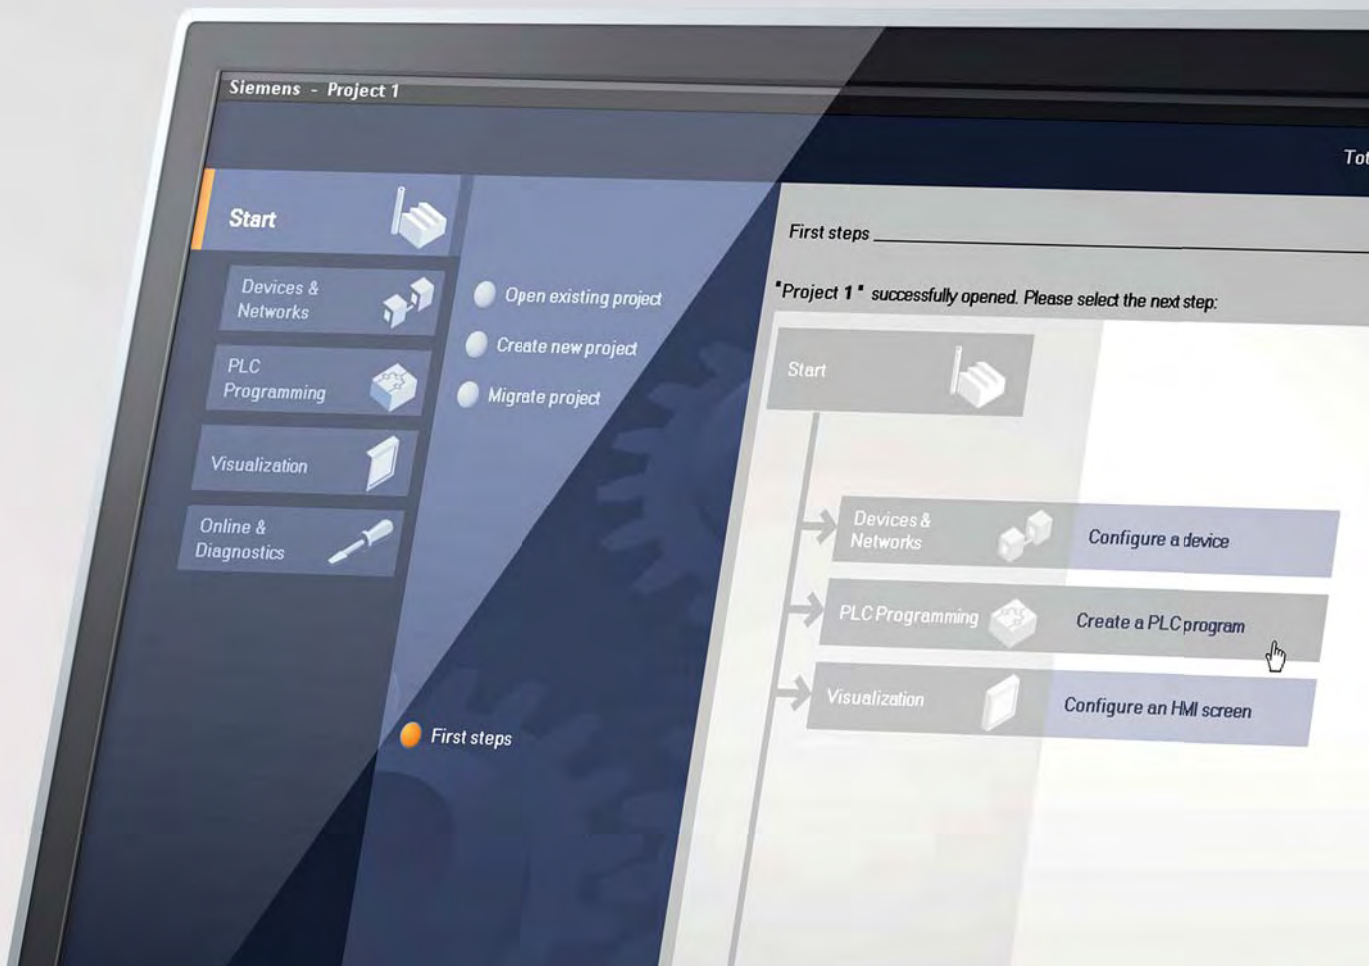 Siemens - Project 1
Tot
Start
Devices &
Networks
PLC
Programming
Visualization
Online &
Diagnostics
Open existing project
Create new project
Migrate project
First steps
First steps
"Project 1" successfully opened. Please select the next step:
Start
Devices &
Networks
Configure a device
PLC Programming
Create a PLC program
Visualization
Configure an HMI screen